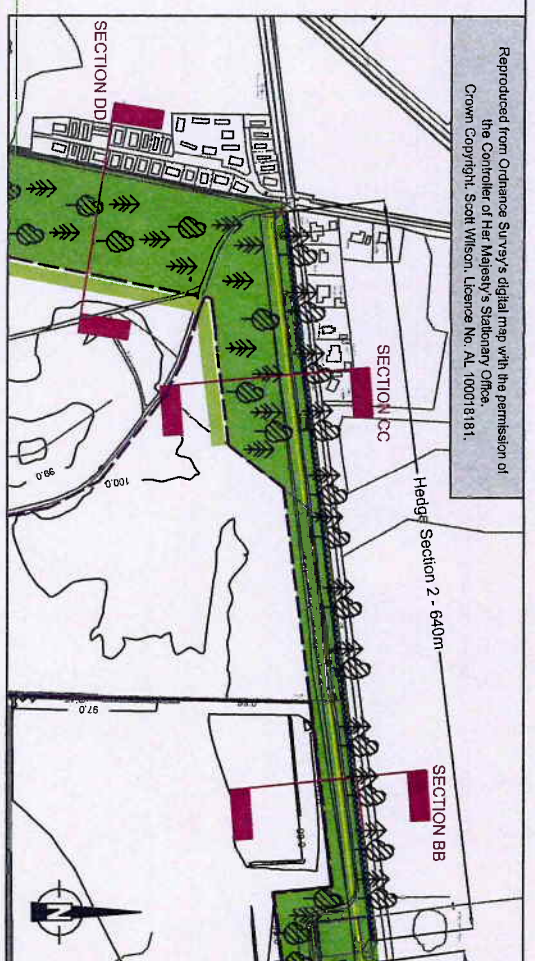 Reproduced from Ordnance Survsy's digital map with the permission of
the Controller of Her Majesty's Stationary Office.
Crown Copyright. Scott Wilson. Licence No. AL 100018181.
SECTION DD
SECTION CC
Hedge Section 2 - 640m
SECTION BB
99.0
100.0
97.0
N